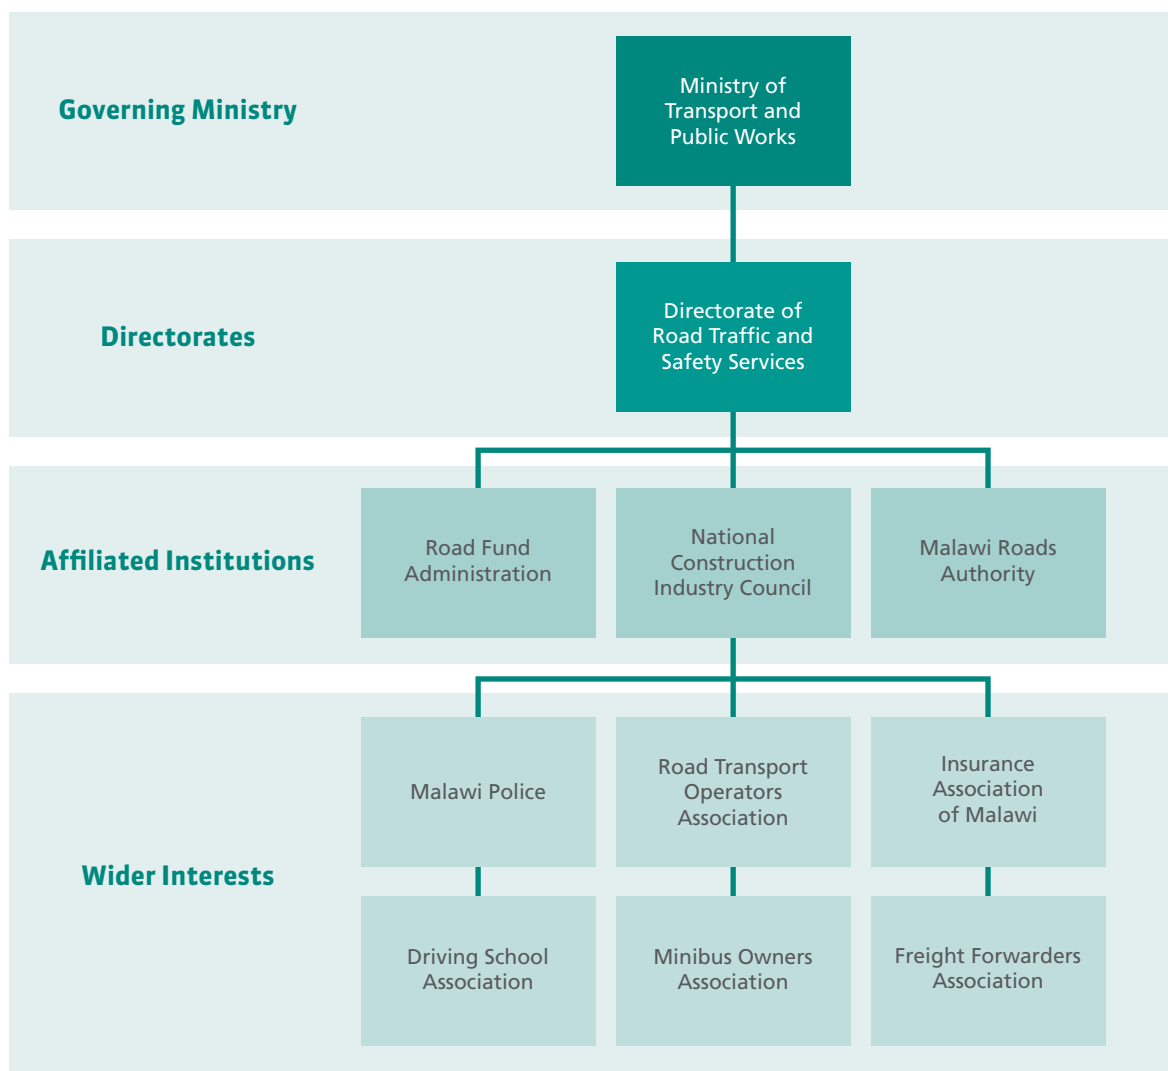 Governing Ministry
Ministry of
Transport and
Public Works
Directorates
Directorate of
Road Traffic and
Safety Services
Affiliated Institutions
Road Fund
Administration
National
Construction
Industry Council
Malawi Roads
Authority
Wider Interests
Malawi Police
Road Transport
Operators
Association
Insurance
Association
of Malawi
Driving School
Association
Minibus Owners
Association
Freight Forwarders
Association